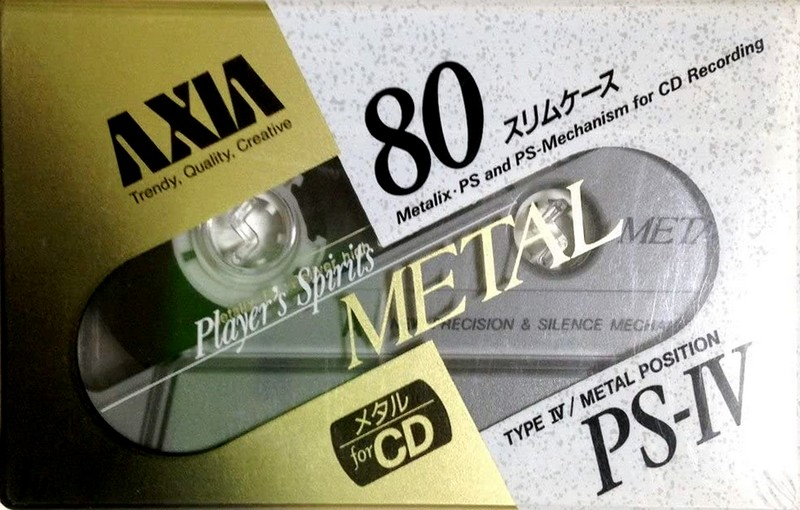 AXIA
Trendy, Quality, Creative
80
スリムケース
Metalix・PS and PS-Mechanism for CD Recording
Player's Spirits
METAL
META
PRECISION & SILENCE MECHA
メタル
for CD
TYPE Ⅳ / METAL POSITION
PS-IV